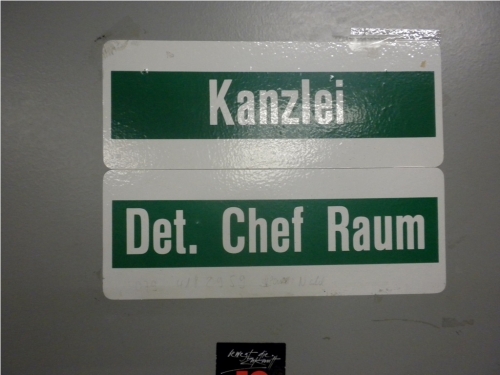 Kanzlei
Det. Chef Raum